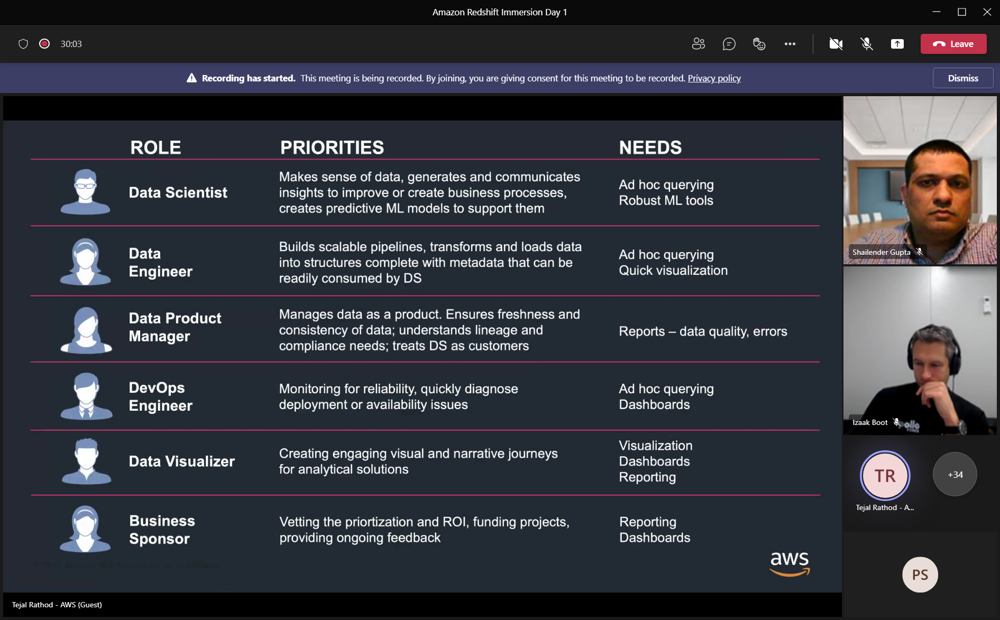 Amazon Redshift Immersion Day 1
30:03
Leave
Recording has started. This meeting is being recorded. By joining, you are giving consent for this meeting to be recorded. Privacy policy
Dismiss
ROLE PRIORITIES NEEDS
Data Scientist
Makes sense of data, generates and communicates
insights to improve or create business processes,
creates predictive ML models to support them
Ad hoc querying
Robust ML tools
Data
Engineer
Builds scalable pipelines, transforms and loads data
into structures complete with metadata that can be
readily consumed by DS
Ad hoc querying
Quick visualization
Data Product
Manager
Manages data as a product. Ensures freshness and
consistency of data; understands lineage and
compliance needs; treats DS as customers
Reports – data quality, errors
DevOps
Engineer
Monitoring for reliability, quickly diagnose
deployment or availability issues
Ad hoc querying
Dashboards
Data Visualizer
Creating engaging visual and narrative journeys
for analytical solutions
Visualization
Dashboards
Reporting
Business
Sponsor
Vetting the priortization and ROI, funding projects,
providing ongoing feedback
Reporting
Dashboards
aws
Tejal Rathod - AWS (Guest)
Shailender Gupta
Izaak Boot
TR
+34
Tejal Rathod - A...
PS